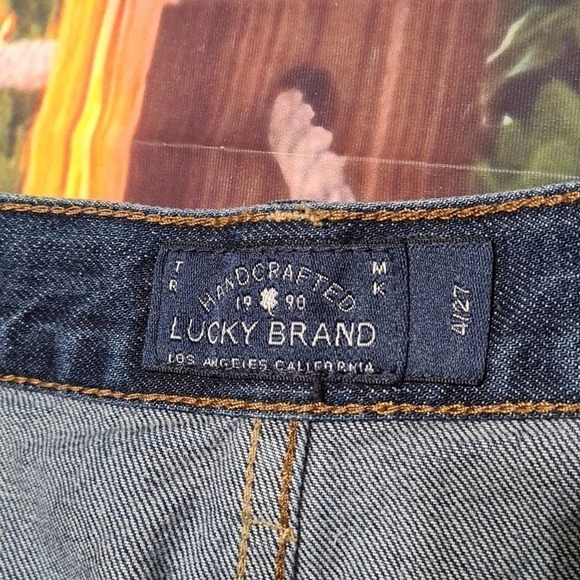 TR MK
HANDCRAFTED
19 90
LUCKY BRAND
LOS ANGELES CALIFORNIA
4/27